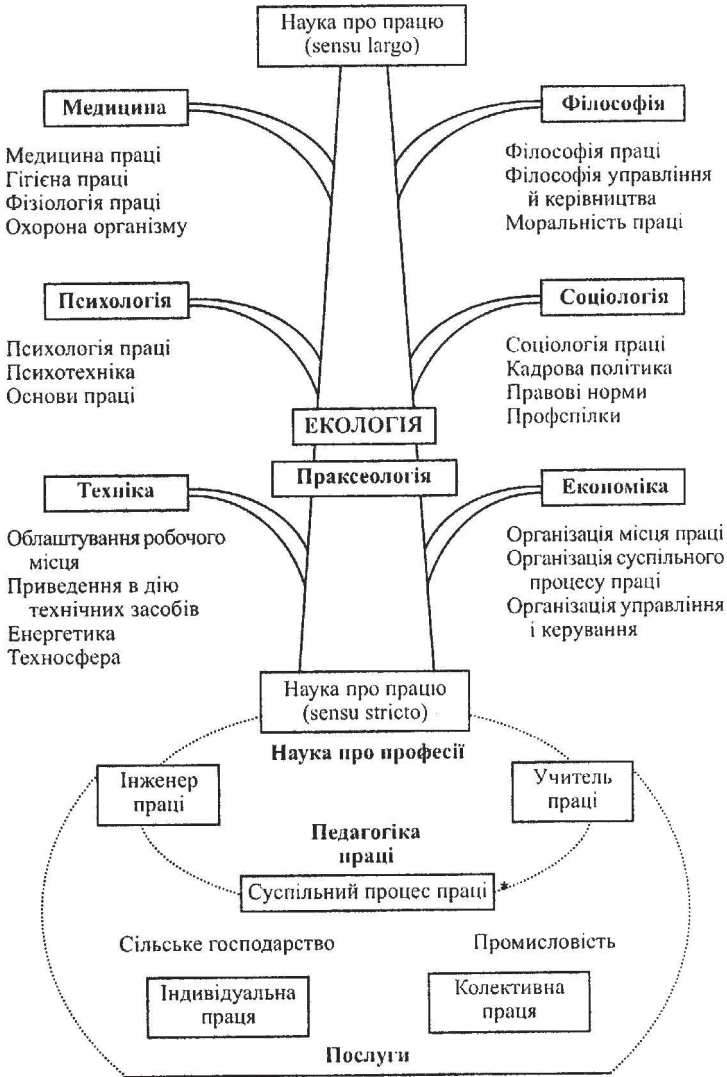 Наука про працю
(sensu largo)
Медицина
Медицина праці
Гігієна праці
Фізіологія праці
Охорона організму
Філософія
Філософія праці
Філософія управління
й керівництва
Моральність праці
Психологія
Психологія праці
Психотехніка
Основи праці
Соціологія
Соціологія праці
Кадрова політика
Правові норми
Профспілки
ЕКОЛОГІЯ
Праксеологія
Техніка
Облаштування робочого
місця
Приведення в дію
технічних засобів
Енергетика
Техносфера
Економіка
Організація місця праці
Організація суспільного
процесу праці
Організація управління
і керування
Наука про працю
(sensu stricto)
Наука про професії
Інженер
праці
Учитель
праці
Педагогіка
праці
Суспільний процес праці
Сільське господарство
Промисловість
Індивідуальна
праця
Колективна
праця
Послуги